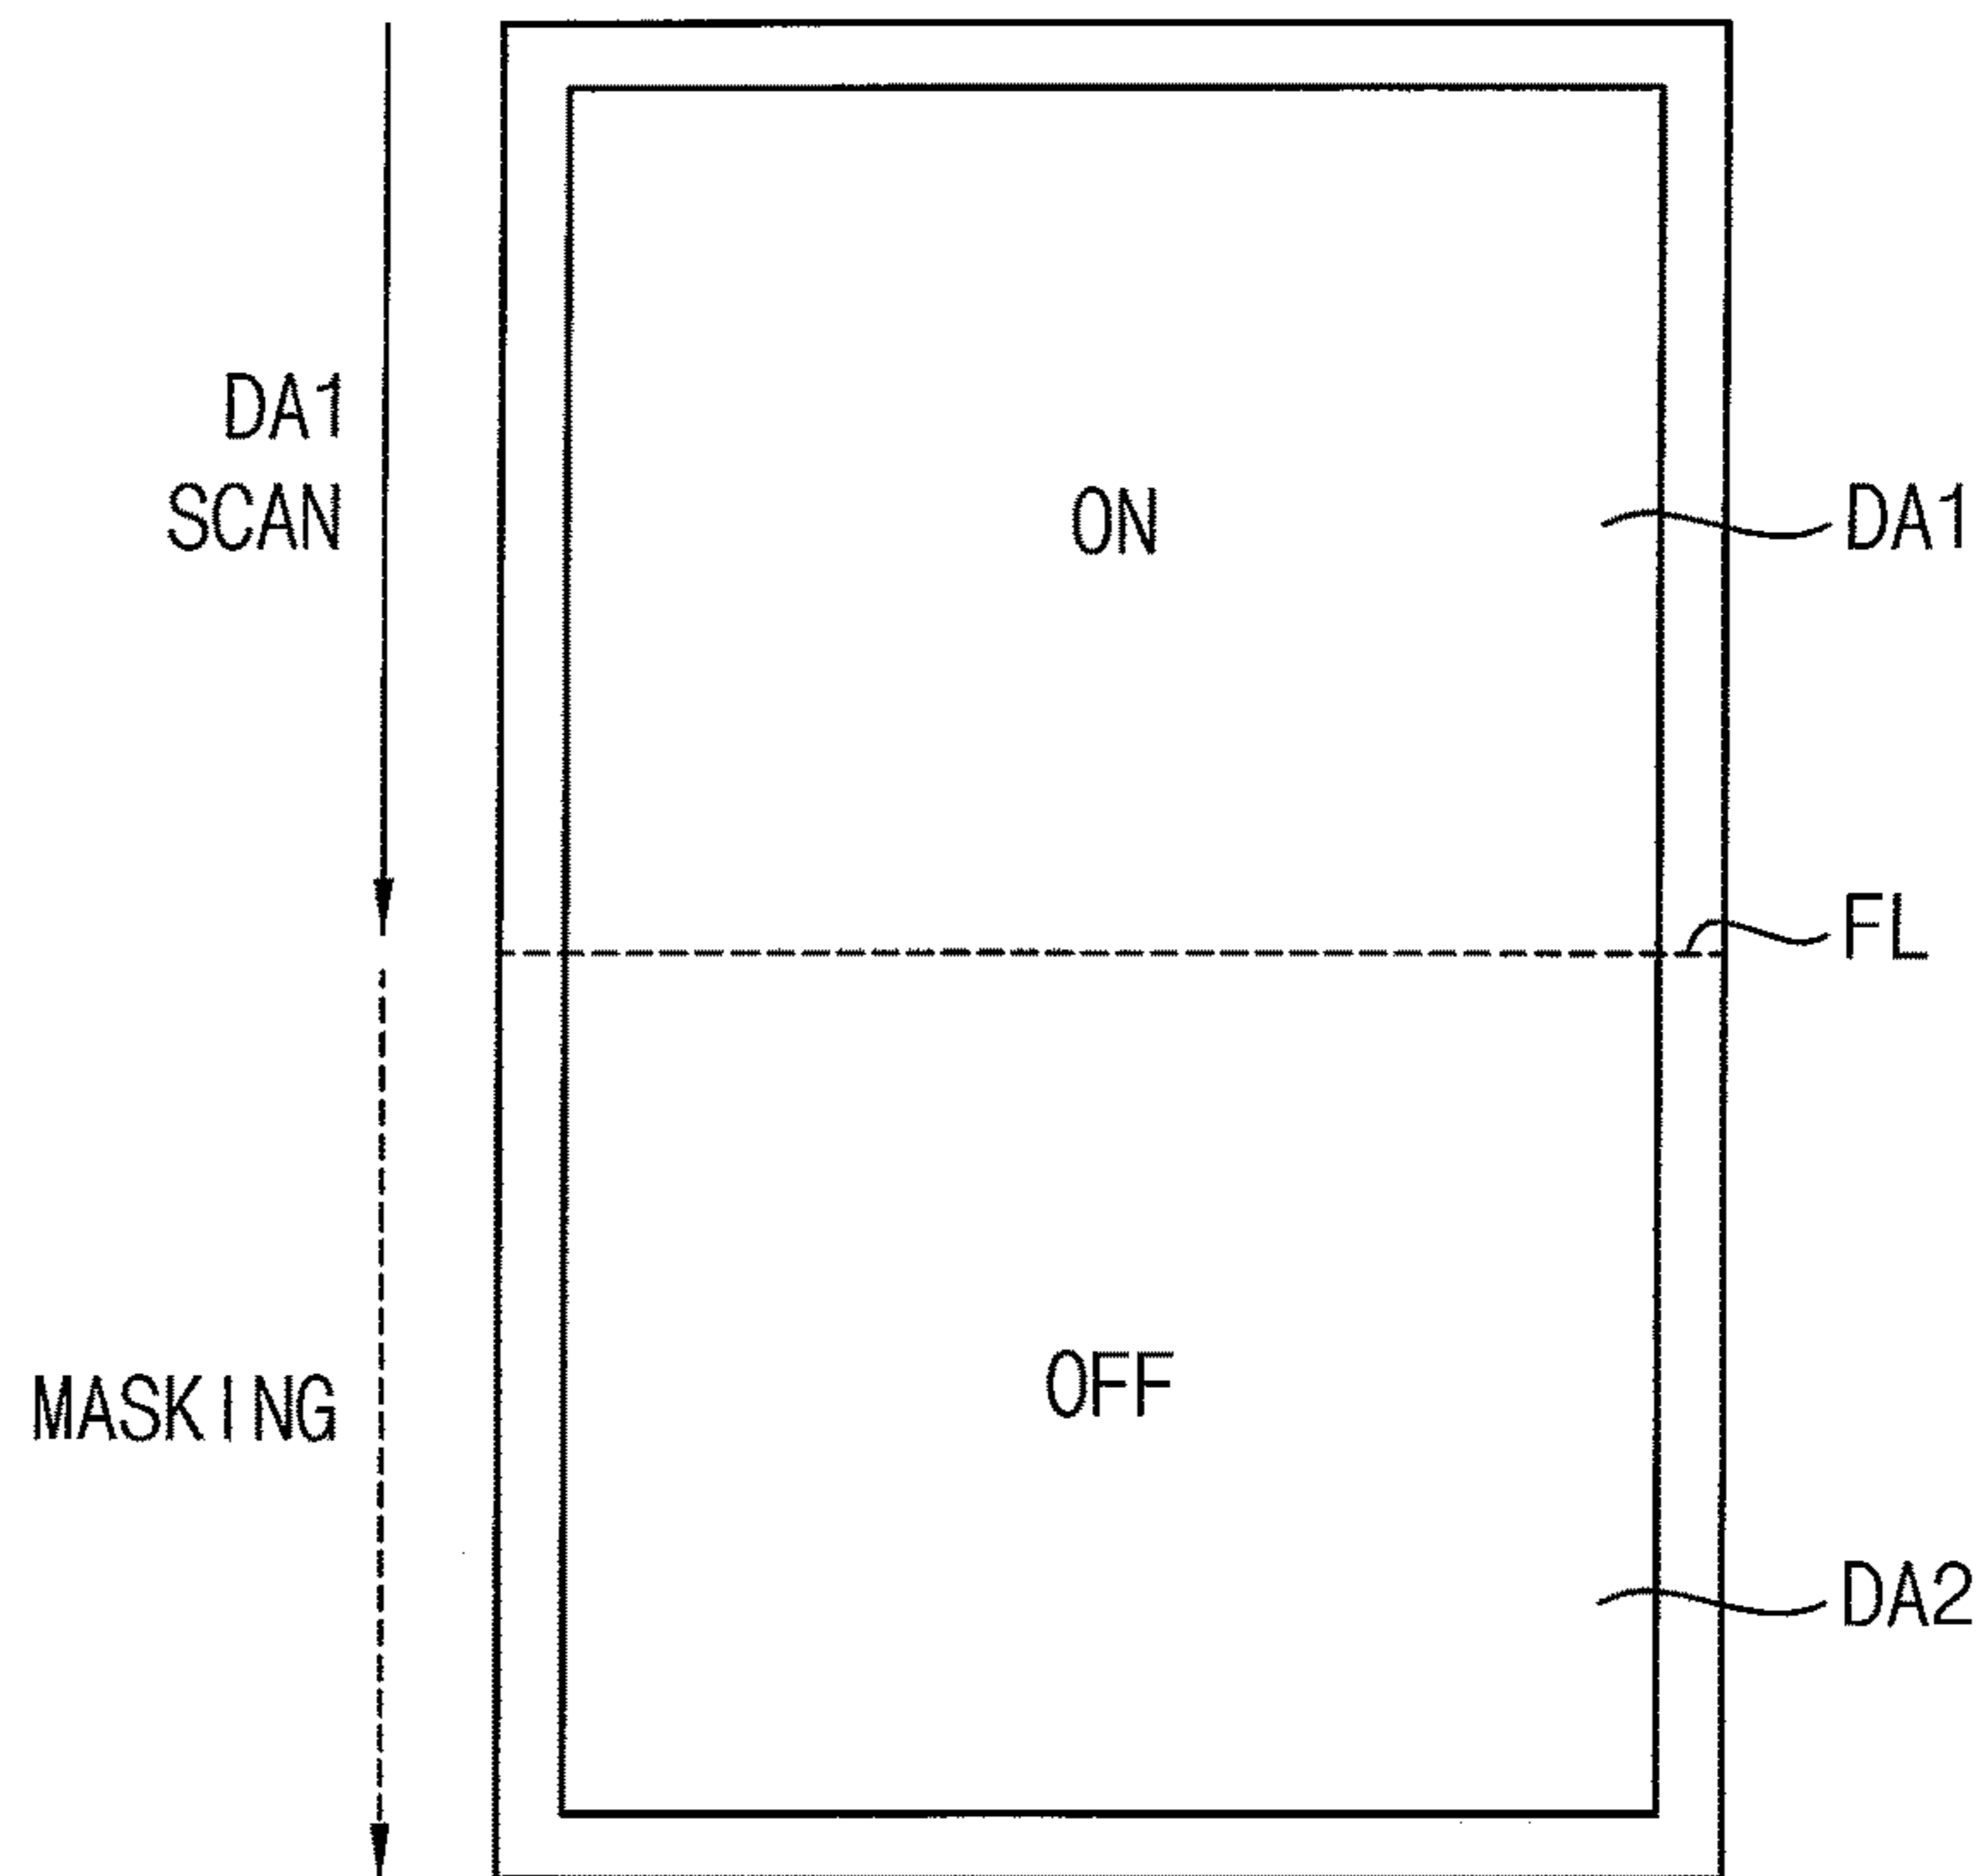 DA1
SCAN
ON
DA1
FL
MASKING
OFF
DA2